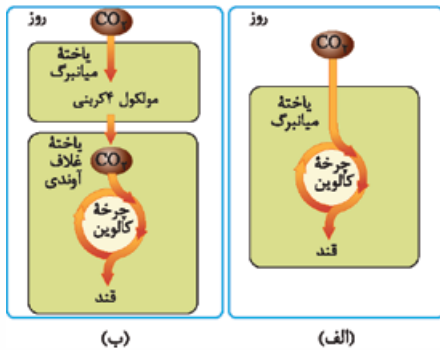 روز
CO₂
یاختهٔ
میانبرگ
چرخهٔ
کالوین
قند
(الف)
روز
CO₂
یاختهٔ
میانبرگ
مولکول ۴کربنی
یاختهٔ
غلاف
آوندی
CO₂
چرخهٔ
کالوین
قند
(ب)